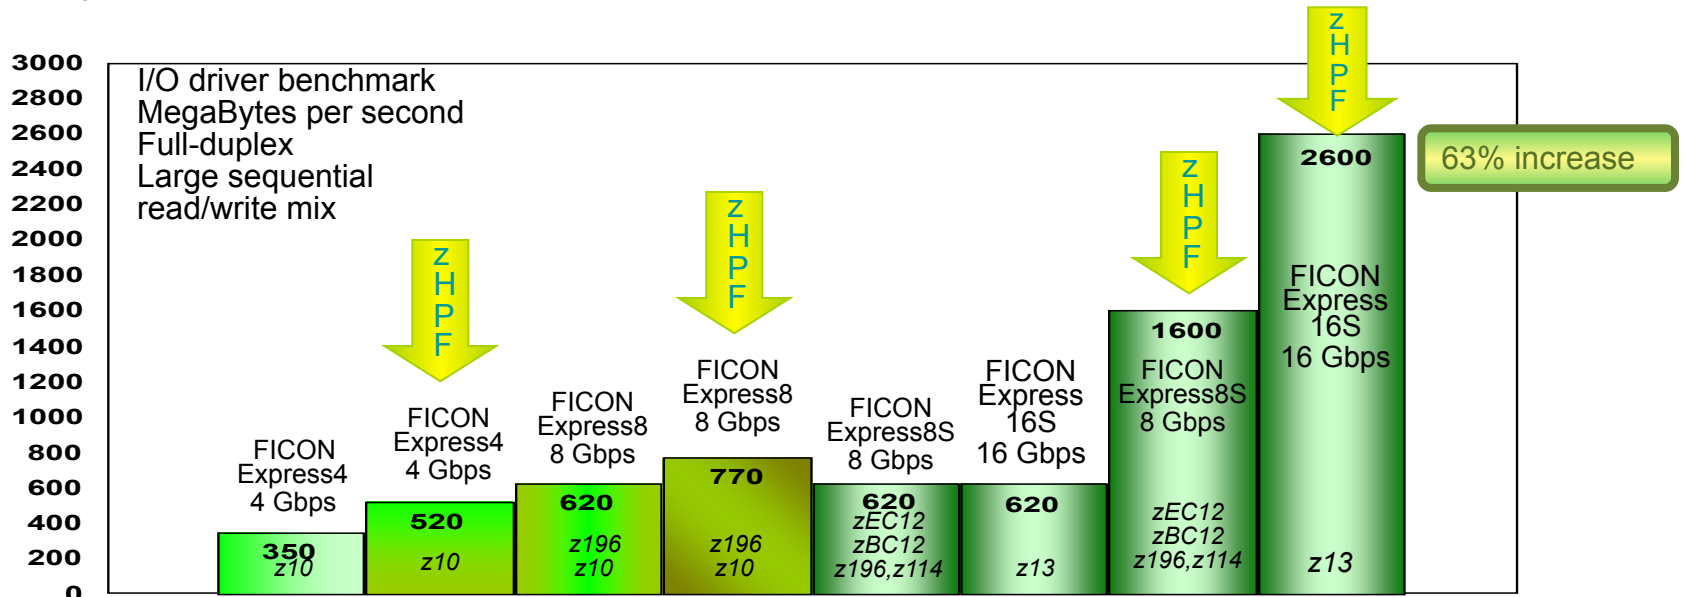 3000
2800
2600
2400
2200
2000
1800
1600
1400
1200
1000
800
600
400
200
0
I/O driver benchmark
MegaBytes per second
Full-duplex
Large sequential
read/write mix
FICON
Express4
4 Gbps
350
z10
z
H
P
F
FICON
Express4
4 Gbps
520
z10
FICON
Express8
8 Gbps
620
z196
z10
z
H
P
F
FICON
Express8
8 Gbps
770
z196
z10
FICON
Express8S
8 Gbps
620
zEC12
zBC12
z196,z114
FICON
Express
16S
16 Gbps
620
z13
z
H
P
F
1600
FICON
Express8S
8 Gbps
zEC12
zBC12
z196,z114
z
H
P
F
2600
FICON
Express
16S
16 Gbps
z13
63% increase